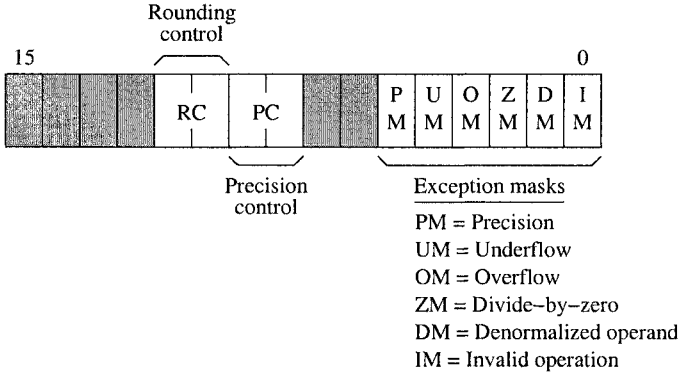 Rounding
control
15 0
RC PC P U O Z D I
M M M M M M
Precision
control
Exception masks
PM = Precision
UM = Underflow
OM = Overflow
ZM = Divide-by-zero
DM = Denormalized operand
IM = Invalid operation